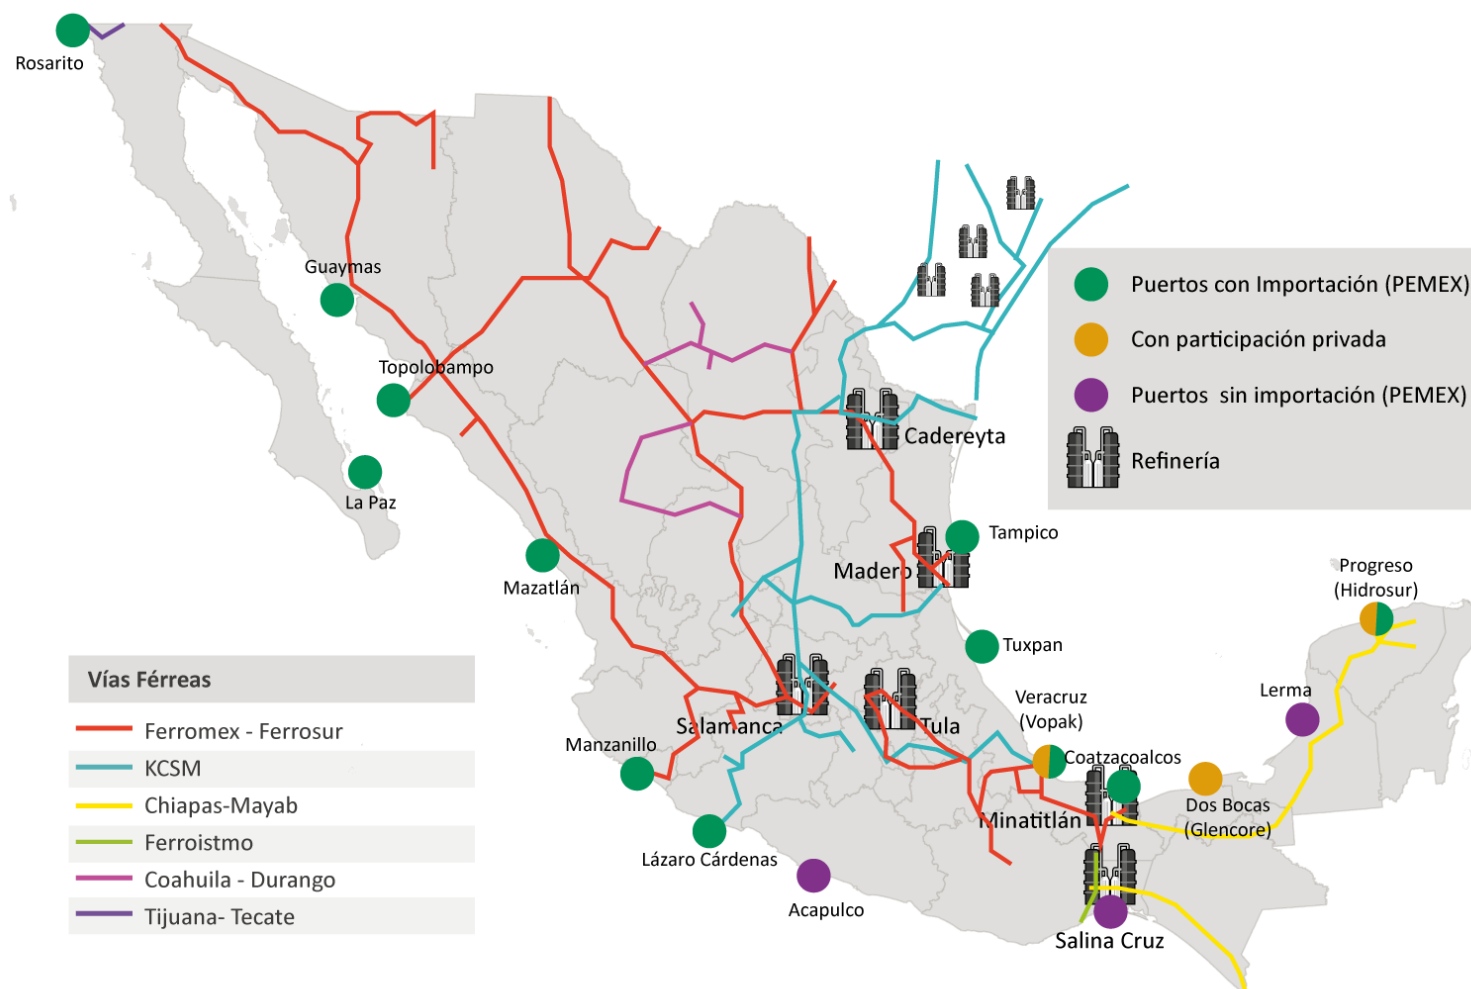 Rosarito
Guaymas
Topolobampo
La Paz
Mazatlán
Cadereyta
Tampico
Madero
Tuxpan
Progreso
(Hidrosur)
Lerma
Veracruz
(Vopak)
Coatzacoalcos
Dos Bocas
(Glencore)
Minatitlán
Salamanca
Tula
Manzanillo
Lázaro Cárdenas
Acapulco
Salina Cruz
Puertos con Importación (PEMEX)
Con participación privada
Puertos sin importación (PEMEX)
Refinería
Vías Férreas
Ferromex - Ferrosur
KCSM
Chiapas-Mayab
Ferroistmo
Coahuila - Durango
Tijuana- Tecate